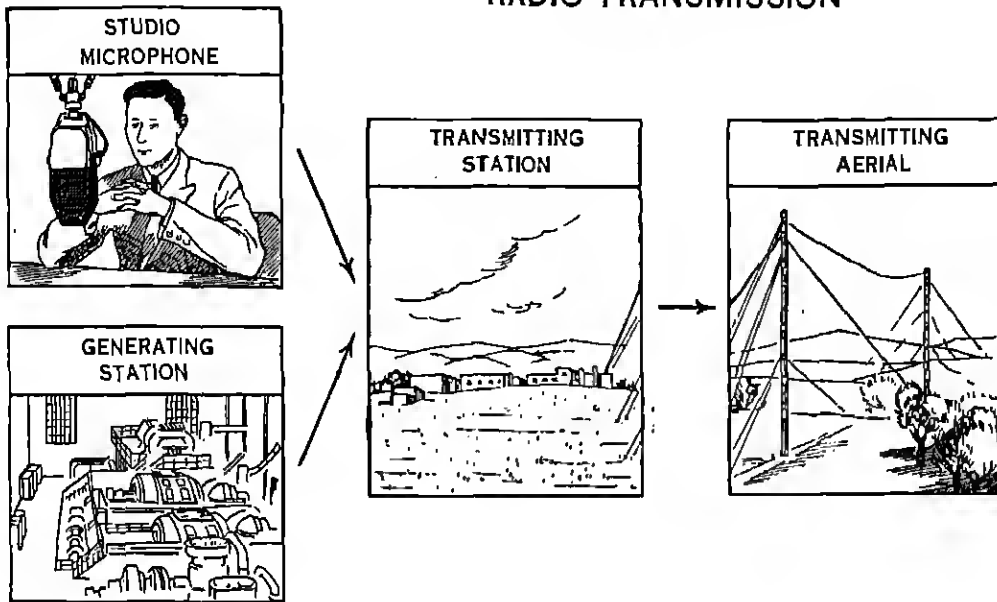 RADIO TRANSMISSION
STUDIO
MICROPHONE
TRANSMITTING
STATION
TRANSMITTING
AERIAL
GENERATING
STATION